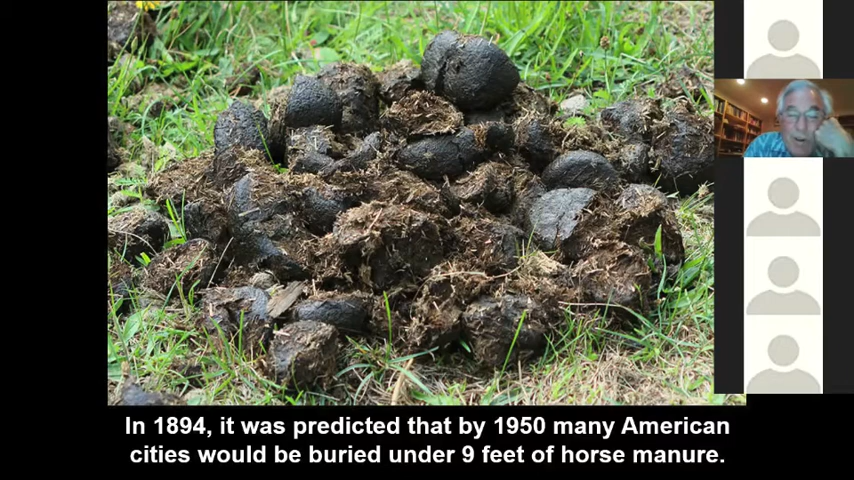 In 1894, it was predicted that by 1950 many American
cities would be buried under 9 feet of horse manure.